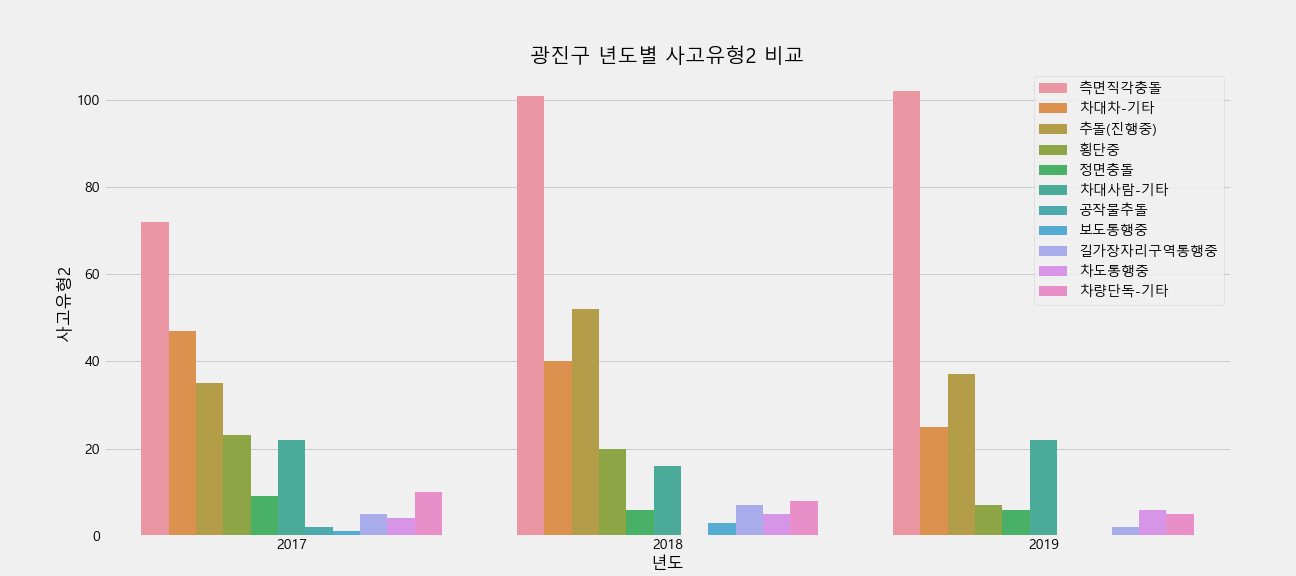 광진구 년도별 사고유형2 비교
사고유형2
100
80
60
40
20
0
측면직각충돌
차대차-기타
추돌(진행중)
횡단중
정면충돌
차대사람-기타
공작물추돌
보도통행중
길가장자리구역통행중
차도통행중
차량단독-기타
2017
2018
2019
년도